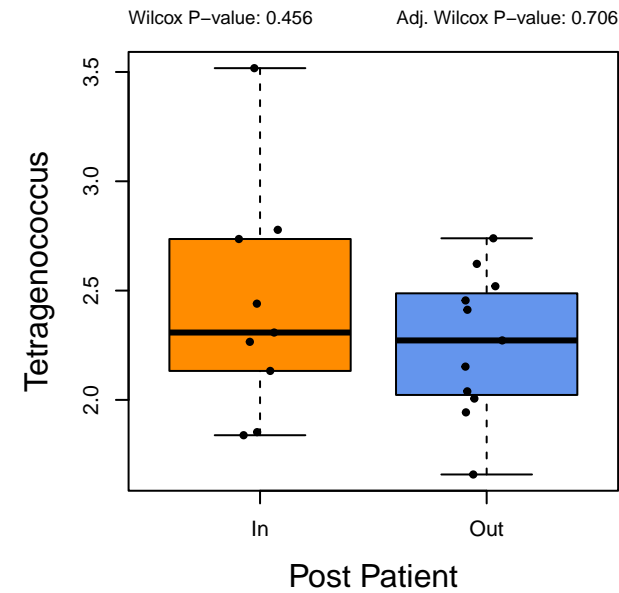 Wilcox P−value: 0.456
Adj. Wilcox P−value: 0.706
Tetragenococcus
3.5
3.0
2.5
2.0
In
Out
Post Patient